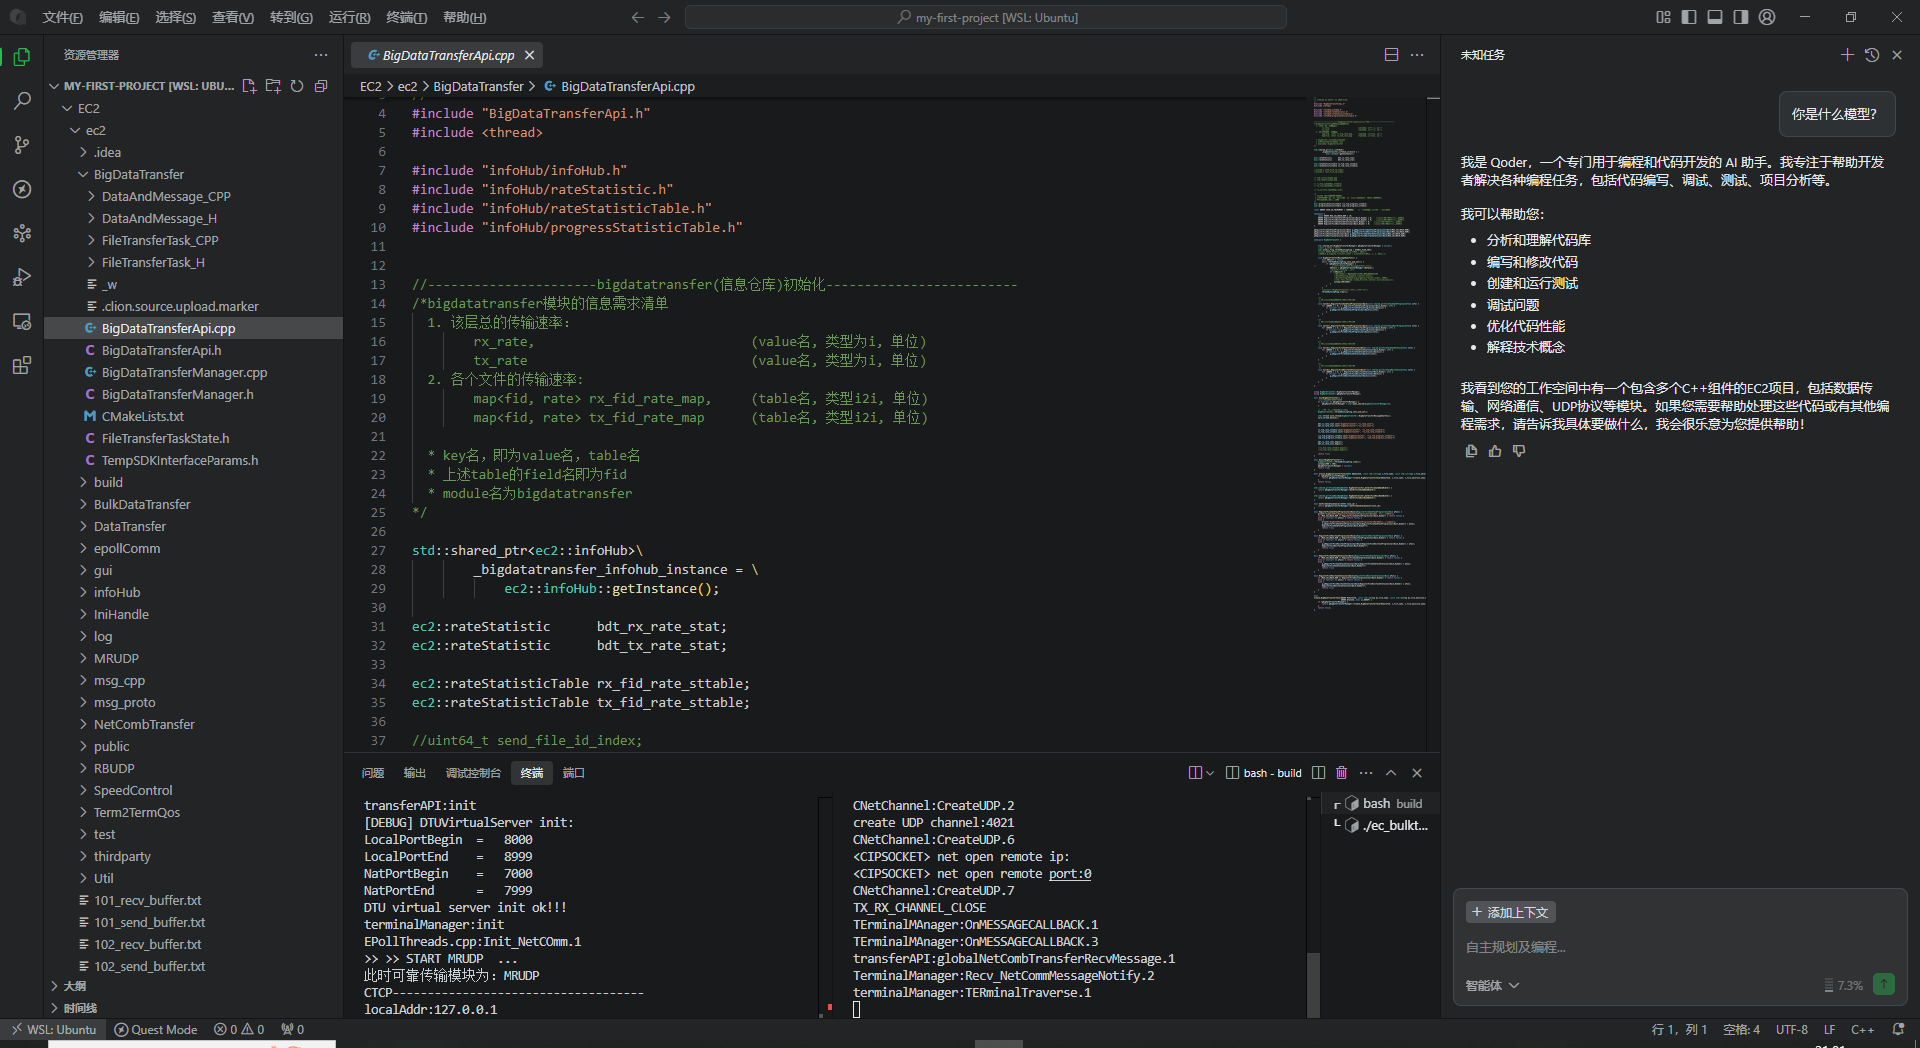 文件(F) 编辑(E) 选择(S) 查看(V) 转到(G) 运行(R) 终端(T) 帮助(H)
my-first-project [WSL: Ubuntu]
资源管理器
MY-FIRST-PROJECT [WSL: UBU...
EC2
ec2
.idea
BigDataTransfer
DataAndMessage_CPP
DataAndMessage_H
FileTransferTask_CPP
FileTransferTask_H
_w
.clion.source.upload.marker
BigDataTransferApi.cpp
BigDataTransferApi.h
BigDataTransferManager.cpp
BigDataTransferManager.h
CMakeLists.txt
FileTransferTaskState.h
TempSDKInterfaceParams.h
build
BulkDataTransfer
DataTransfer
epollComm
gui
infoHub
IniHandle
log
MRUDP
msg_cpp
msg_proto
NetCombTransfer
public
RBUDP
SpeedControl
Term2TermQos
test
thirdparty
Util
101_recv_buffer.txt
101_send_buffer.txt
102_recv_buffer.txt
102_send_buffer.txt
大纲
时间线
BigDataTransferApi.cpp
EC2 > ec2 > BigDataTransfer > BigDataTransferApi.cpp
4 #include "BigDataTransferApi.h"
5 #include <thread>
6
7 #include "infoHub/infoHub.h"
8 #include "infoHub/rateStatistic.h"
9 #include "infoHub/rateStatisticTable.h"
10 #include "infoHub/progressStatisticTable.h"
11
12
13 //----------------------bigdatatransfer(信息仓库)初始化-------------------------
14 /*bigdatatransfer模块的信息需求清单
15 1. 该层总的传输速率:
16 rx_rate, (value名, 类型为i, 单位)
17 tx_rate (value名, 类型为i, 单位)
18 2. 各个文件的传输速率:
19 map<fid, rate> rx_fid_rate_map, (table名, 类型i2i, 单位)
20 map<fid, rate> tx_fid_rate_map (table名, 类型i2i, 单位)
21
22 * key名, 即为value名, table名
23 * 上述table的field名即为fid
24 * module名为bigdatatransfer
25 */
26
27 std::shared_ptr<ec2::infoHub>\
28 _bigdatatransfer_infohub_instance = \
29 ec2::infoHub::getInstance();
30
31 ec2::rateStatistic bdt_rx_rate_stat;
32 ec2::rateStatistic bdt_tx_rate_stat;
33
34 ec2::rateStatisticTable rx_fid_rate_sttable;
35 ec2::rateStatisticTable tx_fid_rate_sttable;
36
37 //uint64_t send_file_id_index;
问题 输出 调试控制台 终端 端口
bash - build
transferAPI:init
[DEBUG] DTUVirtualServer init:
LocalPortBegin = 8000
LocalPortEnd = 8999
NatPortBegin = 7000
NatPortEnd = 7999
DTU virtual server init ok!!!
terminalManager:init
EPollThreads.cpp:Init_NetCOmm.1
>> >> START MRUDP ...
此时可靠传输模块为: MRUDP
CTCP------------------------------------
localAddr:127.0.0.1
CNetChannel:CreateUDP.2
create UDP channel:4021
CNetChannel:CreateUDP.6
<CIPSOCKET> net open remote ip:
<CIPSOCKET> net open remote port:0
CNetChannel:CreateUDP.7
TX_RX_CHANNEL_CLOSE
TErminalMAnager:OnMESSAGECALLBACK.1
TErminalMAnager:OnMESSAGECALLBACK.3
transferAPI:globalNetCombTransferRecvMessage.1
TerminalManager:Recv_NetCommMessageNotify.2
terminalManager:TERminalTraverse.1
bash build
./ec_bulkt...
未知任务
你是什么模型?
我是 Qoder，一个专门用于编程和代码开发的 AI 助手。我专注于帮助开发
者解决各种编程任务，包括代码编写、调试、测试、项目分析等。
我可以帮助您:
• 分析和理解代码库
• 编写和修改代码
• 创建和运行测试
• 调试问题
• 优化代码性能
• 解释技术概念
我看到您的工作空间中有一个包含多个C++组件的EC2项目，包括数据传
输、网络通信、UDP协议等模块。如果您需要帮助处理这些代码或有其他编
程需求，请告诉我具体要做什么，我会很乐意为您提供帮助!
+ 添加上下文
自主规划及编程...
智能体
7.3%
WSL: Ubuntu Quest Mode 0 0 0
行 1, 列 1 空格: 4 UTF-8 LF C++